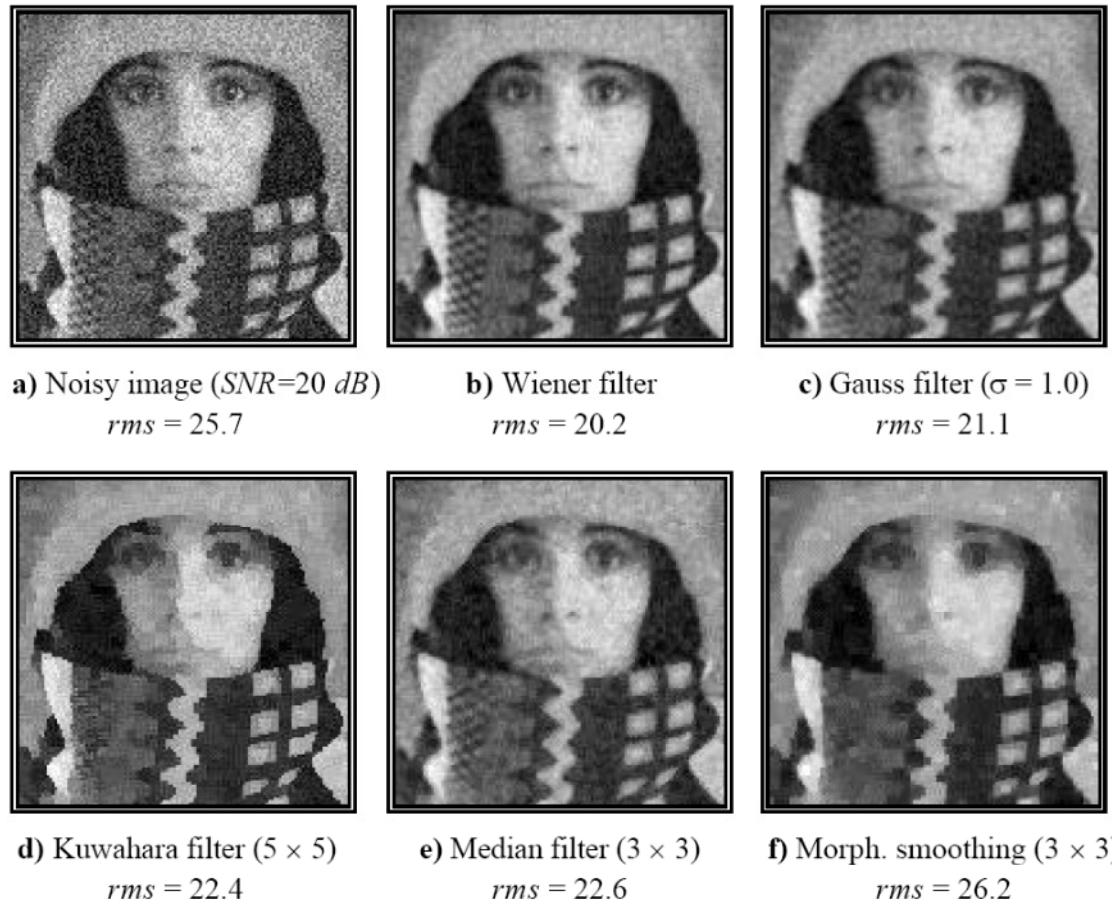 a) Noisy image (SNR=20 dB)
b) Wiener filter
c) Gauss filter (σ = 1.0)
rms = 25.7
rms = 20.2
rms = 21.1
d) Kuwahara filter (5 × 5)
e) Median filter (3 × 3)
f) Morph. smoothing (3 × 3)
rms = 22.4
rms = 22.6
rms = 26.2